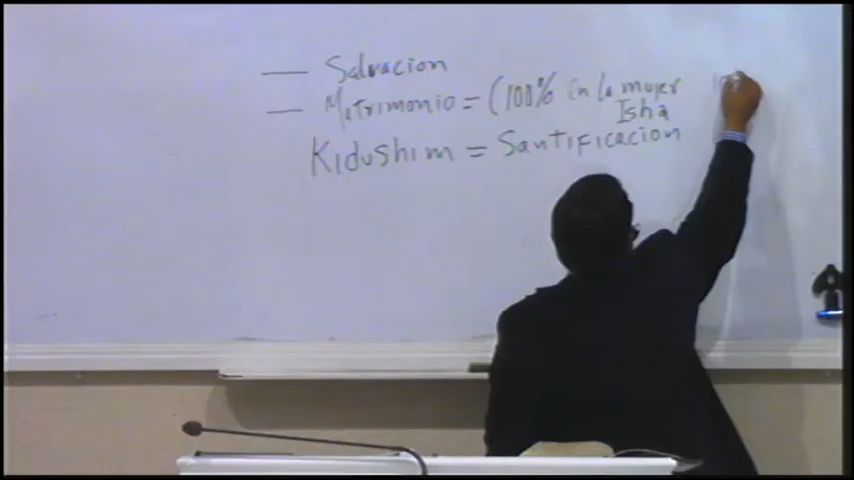 — Salvacion
— Matrimonio = (100% en la mujer
Isha
Kidushim = Santificacion